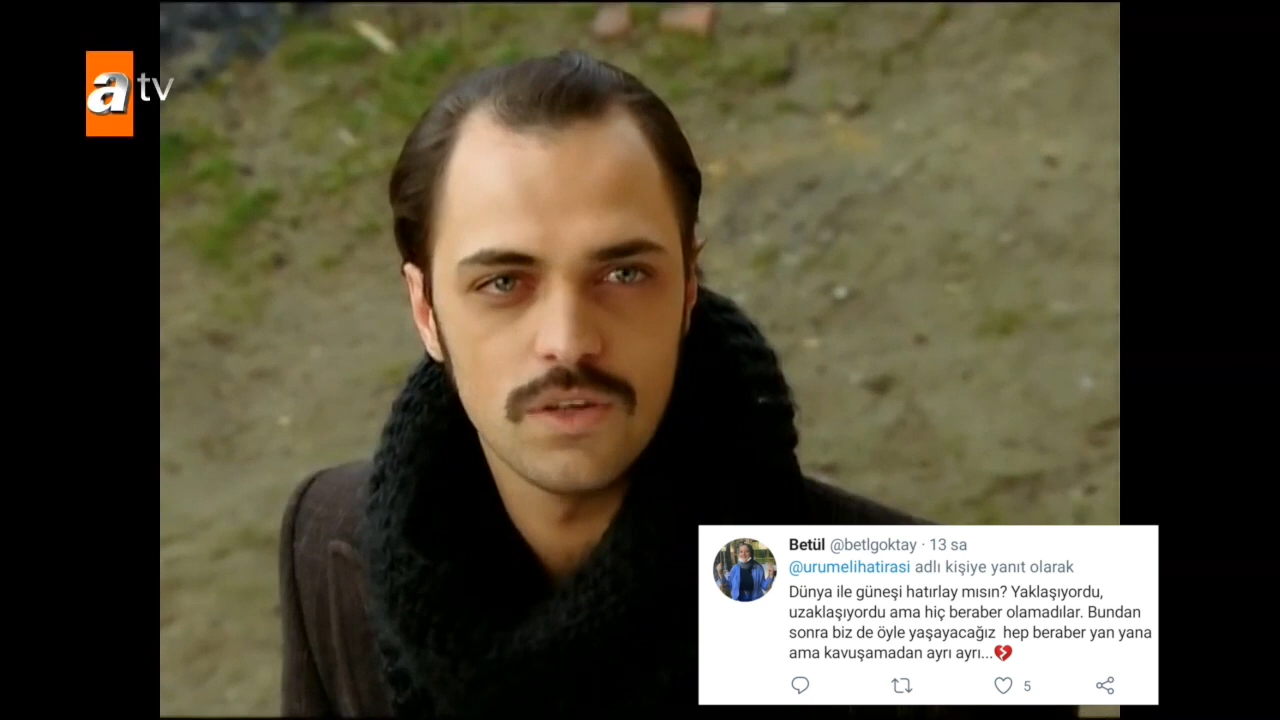 atv
Betül @betlgoktay · 13 sa
@urumelihatirasi adlı kişiye yanıt olarak
Dünya ile güneşi hatırlay mısın? Yaklaşıyordu,
uzaklaşıyordu ama hiç beraber olamadılar. Bundan
sonra biz de öyle yaşayacağız hep beraber yan yana
ama kavuşamadan ayrı ayrı...💔
5